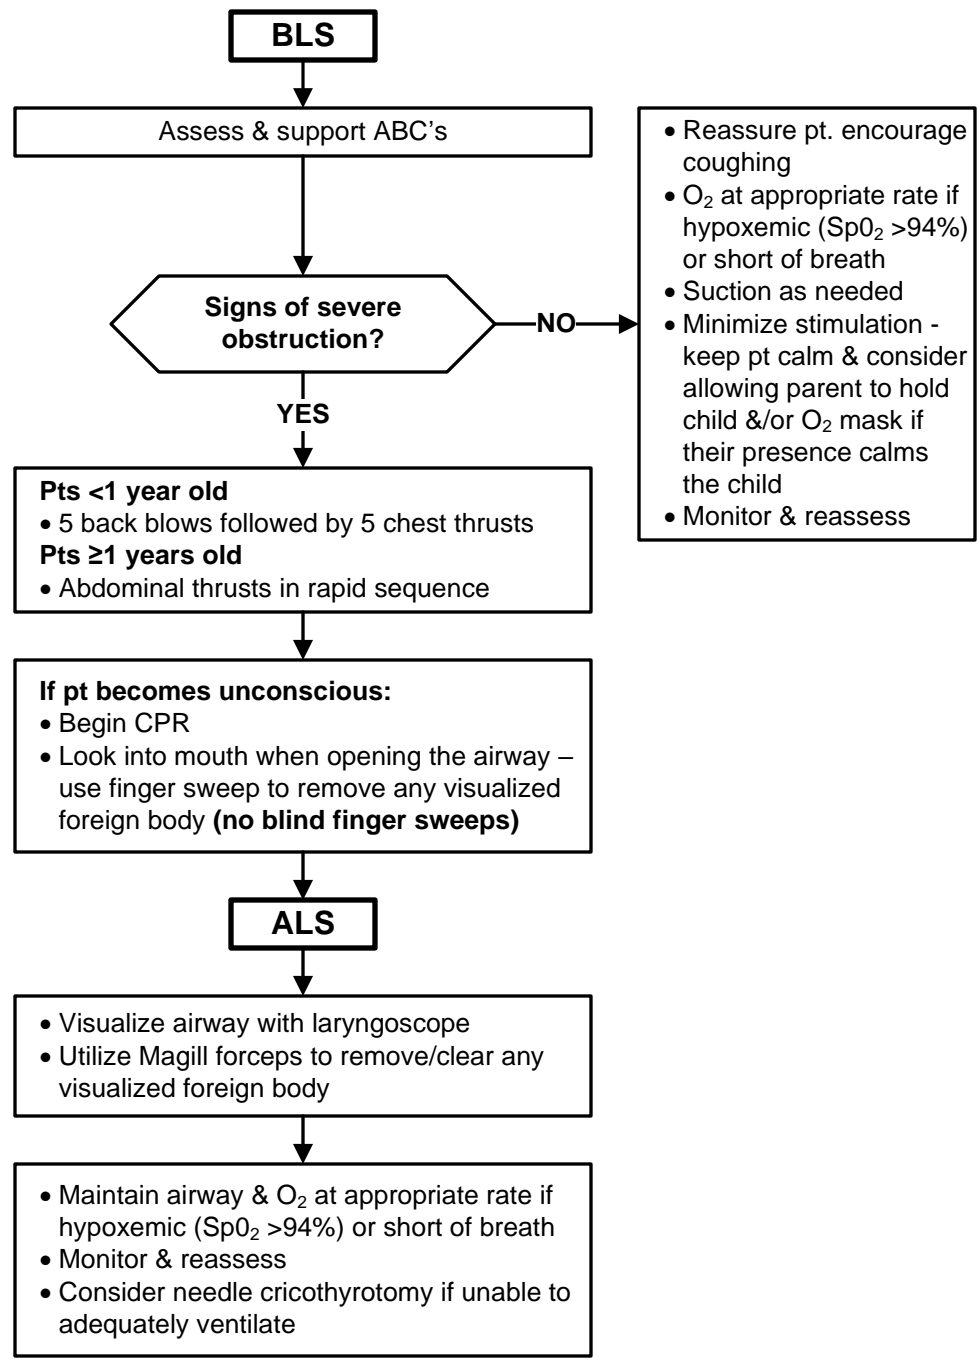 BLS
Assess & support ABC's
Signs of severe
obstruction?
NO
• Reassure pt. encourage
coughing
• O₂ at appropriate rate if
hypoxemic (Sp0₂ >94%)
or short of breath
• Suction as needed
• Minimize stimulation -
keep pt calm & consider
allowing parent to hold
child &/or O₂ mask if
their presence calms
the child
• Monitor & reassess
YES
Pts <1 year old
• 5 back blows followed by 5 chest thrusts
Pts ≥1 years old
• Abdominal thrusts in rapid sequence
If pt becomes unconscious:
• Begin CPR
• Look into mouth when opening the airway –
use finger sweep to remove any visualized
foreign body (no blind finger sweeps)
ALS
• Visualize airway with laryngoscope
• Utilize Magill forceps to remove/clear any
visualized foreign body
• Maintain airway & O₂ at appropriate rate if
hypoxemic (Sp0₂ >94%) or short of breath
• Monitor & reassess
• Consider needle cricothyrotomy if unable to
adequately ventilate